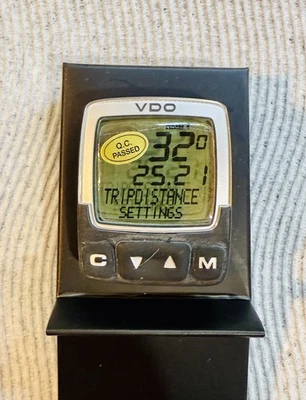 VDO
Q.C.
PASSED
32.0
25.21
TRIPDISTANCE
SETTINGS
C
M